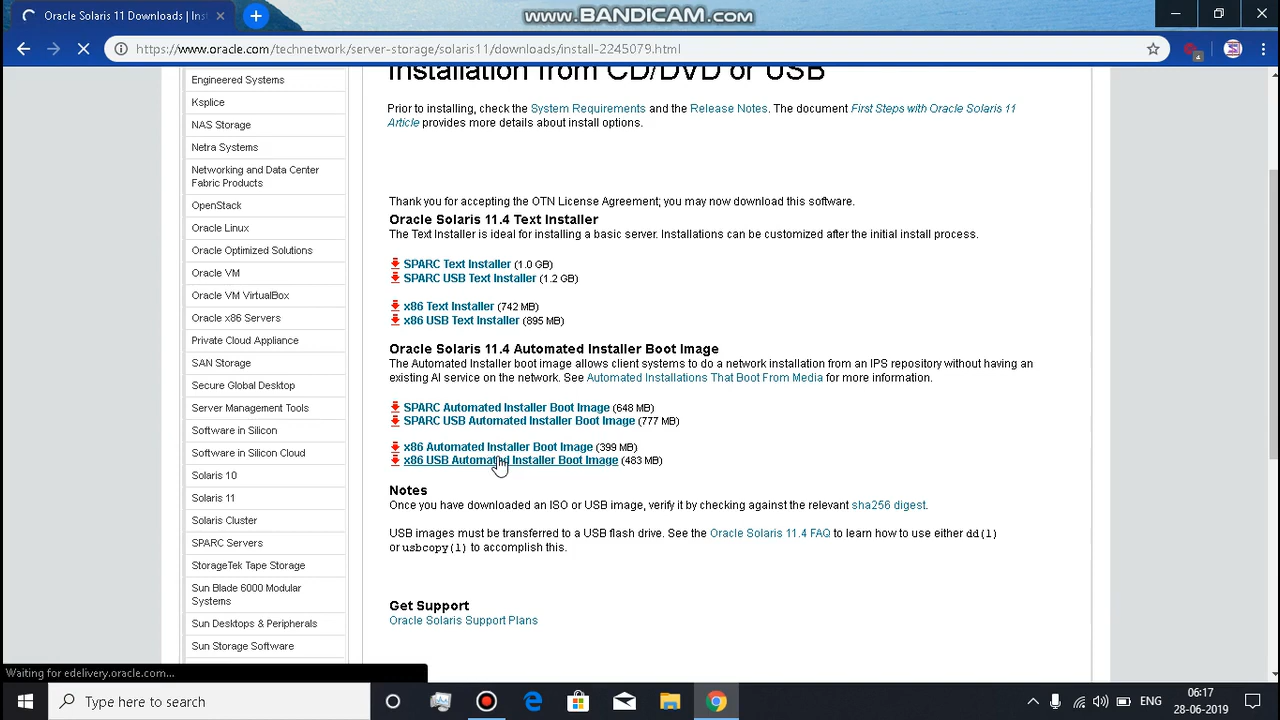 Oracle Solaris 11 Downloads | Inst
www.BANDICAM.com
https://www.oracle.com/technetwork/server-storage/solaris11/downloads/install-2245079.html
4
Engineered Systems
Ksplice
NAS Storage
Netra Systems
Networking and Data Center
Fabric Products
OpenStack
Oracle Linux
Oracle Optimized Solutions
Oracle VM
Oracle VM VirtualBox
Oracle x86 Servers
Private Cloud Appliance
SAN Storage
Secure Global Desktop
Server Management Tools
Software in Silicon
Software in Silicon Cloud
Solaris 10
Solaris 11
Solaris Cluster
SPARC Servers
StorageTek Tape Storage
Sun Blade 6000 Modular
Systems
Sun Desktops & Peripherals
Sun Storage Software
Installation from CD/DVD or USB
Prior to installing, check the System Requirements and the Release Notes. The document First Steps with Oracle Solaris 11
Article provides more details about install options.
Thank you for accepting the OTN License Agreement; you may now download this software.
Oracle Solaris 11.4 Text Installer
The Text Installer is ideal for installing a basic server. Installations can be customized after the initial install process.
SPARC Text Installer (1.0 GB)
SPARC USB Text Installer (1.2 GB)
x86 Text Installer (742 MB)
x86 USB Text Installer (895 MB)
Oracle Solaris 11.4 Automated Installer Boot Image
The Automated Installer boot image allows client systems to do a network installation from an IPS repository without having an
existing AI service on the network. See Automated Installations That Boot From Media for more information.
SPARC Automated Installer Boot Image (648 MB)
SPARC USB Automated Installer Boot Image (777 MB)
x86 Automated Installer Boot Image (399 MB)
x86 USB Automated Installer Boot Image (483 MB)
Notes
Once you have downloaded an ISO or USB image, verify it by checking against the relevant sha256 digest.
USB images must be transferred to a USB flash drive. See the Oracle Solaris 11.4 FAQ to learn how to use either dd(1)
or usbcopy(1) to accomplish this.
Get Support
Oracle Solaris Support Plans
Waiting for edelivery.oracle.com...
Type here to search
ENG
06:17
28-06-2019